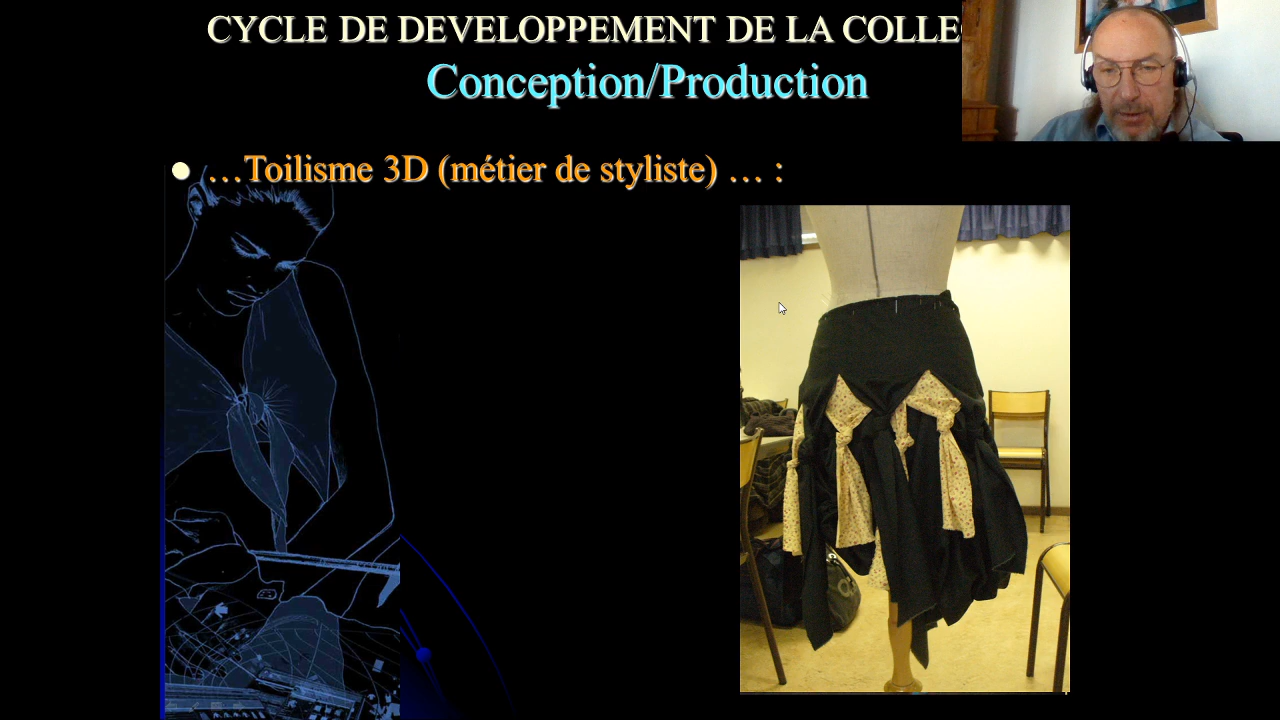 CYCLE DE DEVELOPPEMENT DE LA COLLE
Conception/Production
…Toilisme 3D (métier de styliste) … :